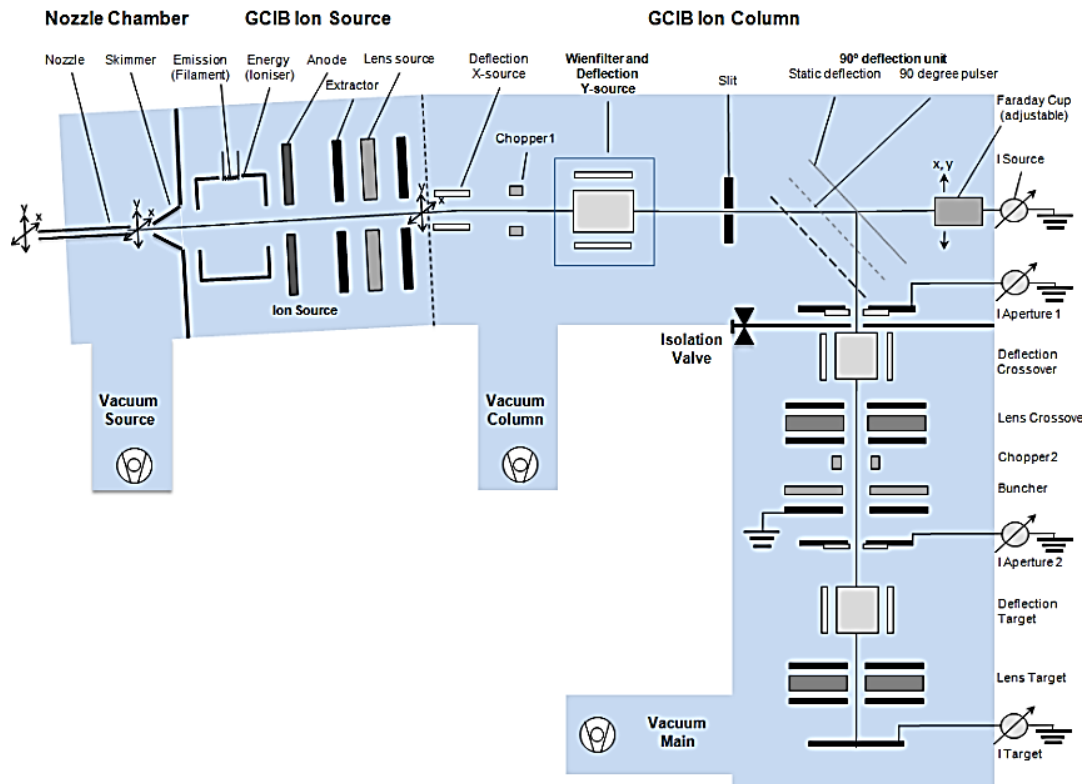 Nozzle Chamber
GCIB Ion Source
GCIB Ion Column
Nozzle
Skimmer
Emission
(Filament)
Energy
(Ioniser)
Anode
Extractor
Lens source
Deflection
X-source
Chopper1
Wienfilter and
Deflection
Y-source
Slit
90° deflection unit
Static deflection
90 degree pulser
Faraday Cup
(adjustable)
x, y
I Source
y
x
y
x
y
x
Ion Source
I Aperture 1
Isolation
Valve
Deflection
Crossover
Vacuum
Source
Vacuum
Column
Lens Crossover
Chopper2
Buncher
I Aperture 2
Deflection
Target
Lens Target
Vacuum
Main
I Target